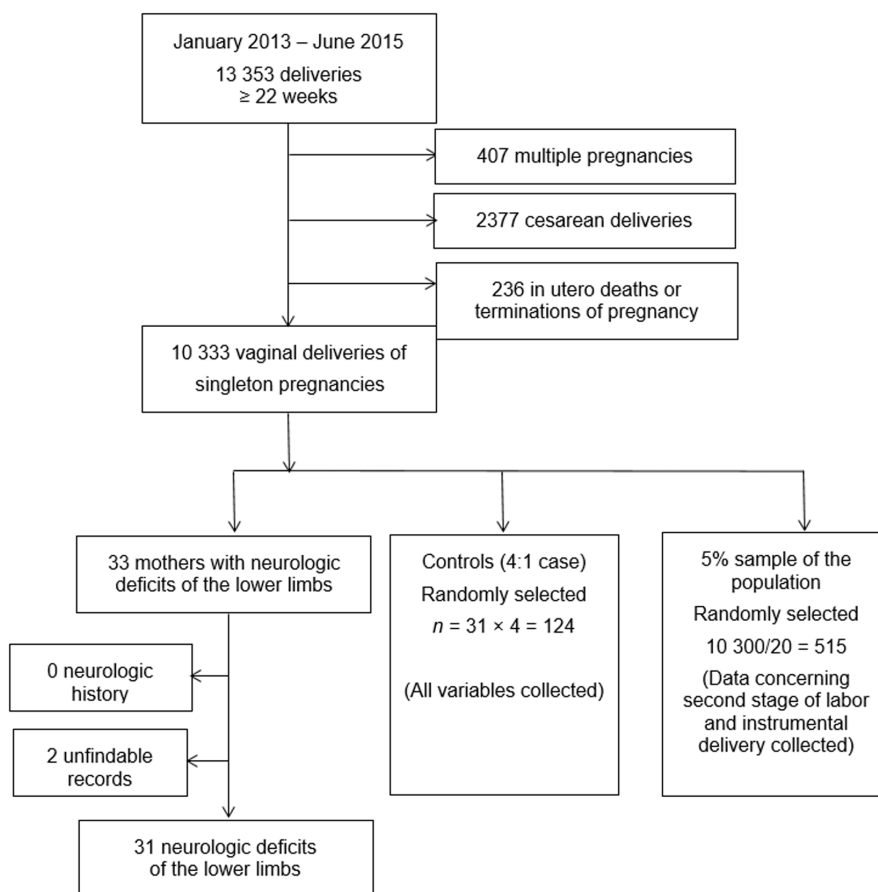 January 2013 – June 2015
13 353 deliveries
≥ 22 weeks
407 multiple pregnancies
2377 cesarean deliveries
236 in utero deaths or
terminations of pregnancy
10 333 vaginal deliveries of
singleton pregnancies
33 mothers with neurologic
deficits of the lower limbs
0 neurologic
history
2 unfindable
records
31 neurologic deficits
of the lower limbs
Controls (4:1 case)
Randomly selected
n = 31 × 4 = 124
(All variables collected)
5% sample of the
population
Randomly selected
10 300/20 = 515
(Data concerning
second stage of labor
and instrumental
delivery collected)